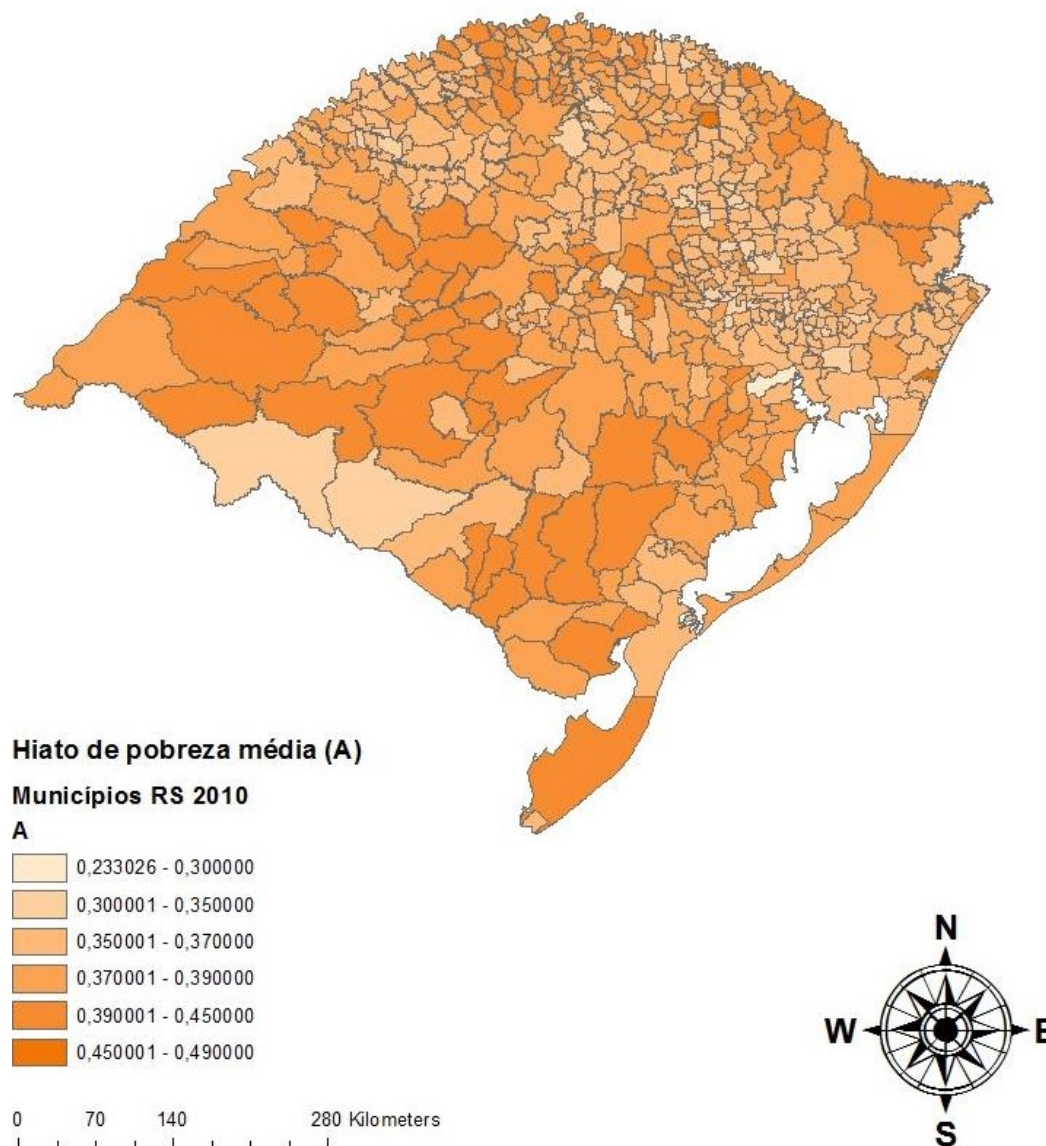 Hiato de pobreza média (A)
Municípios RS 2010
A
0,233026 - 0,300000
0,300001 - 0,350000
0,350001 - 0,370000
0,370001 - 0,390000
0,390001 - 0,450000
0,450001 - 0,490000
0 70 140 280 Kilometers
N
W E
S